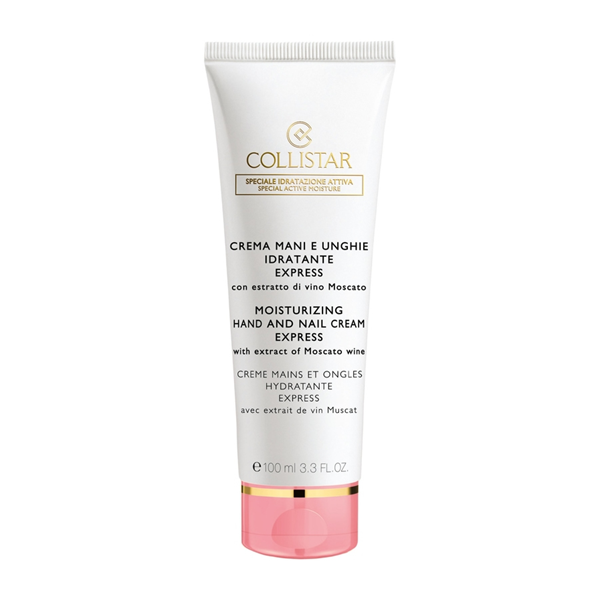 COLLISTAR
SPECIALE IDRATAZIONE ATTIVA
SPECIAL ACTIVE MOISTURE
CREMA MANI E UNGHIE
IDRATANTE
EXPRESS
con estratto di vino Moscato
MOISTURIZING
HAND AND NAIL CREAM
EXPRESS
with extract of Moscato wine
CREME MAINS ET ONGLES
HYDRATANTE
EXPRESS
avec extrait de vin Muscat
℮ 100 ml 3.3 FL.OZ.